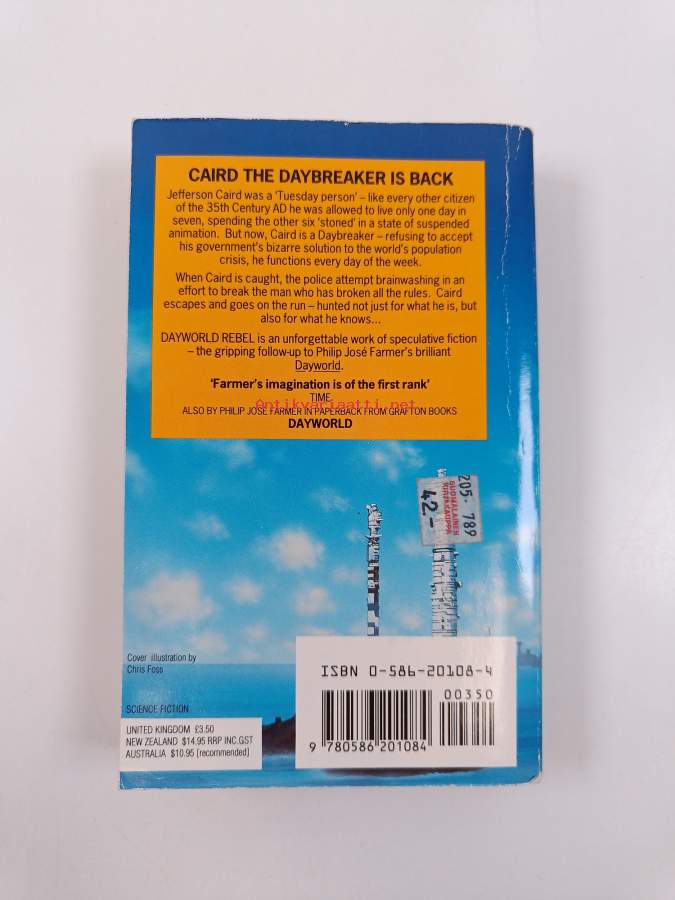 CAIRD THE DAYBREAKER IS BACK
Jefferson Caird was a 'Tuesday person' – like every other citizen
of the 35th Century AD he was allowed to live only one day in
seven, spending the other six 'stoned' in a state of suspended
animation. But now, Caird is a Daybreaker – refusing to accept
his government's bizarre solution to the world's population
crisis, he functions every day of the week.
When Caird is caught, the police attempt brainwashing in an
effort to break the man who has broken all the rules. Caird
escapes and goes on the run – hunted not just for what he is, but
also for what he knows...
DAYWORLD REBEL is an unforgettable work of speculative fiction
– the gripping follow-up to Philip José Farmer's brilliant
Dayworld.
'Farmer's imagination is of the first rank'
TIME
Antikvariaatti.net
ALSO BY PHILIP JOSÉ FARMER IN PAPERBACK FROM GRAFTON BOOKS
DAYWORLD
205. 789
SUOMALAINEN
KIRJAKAUPPA
42.-
Cover illustration by
Chris Foss
ISBN 0-586-20108-4
00350
9 780586 201084
SCIENCE FICTION
UNITED KINGDOM £3.50
NEW ZEALAND $14.95 RRP INC.GST
AUSTRALIA $10.95 [recommended]